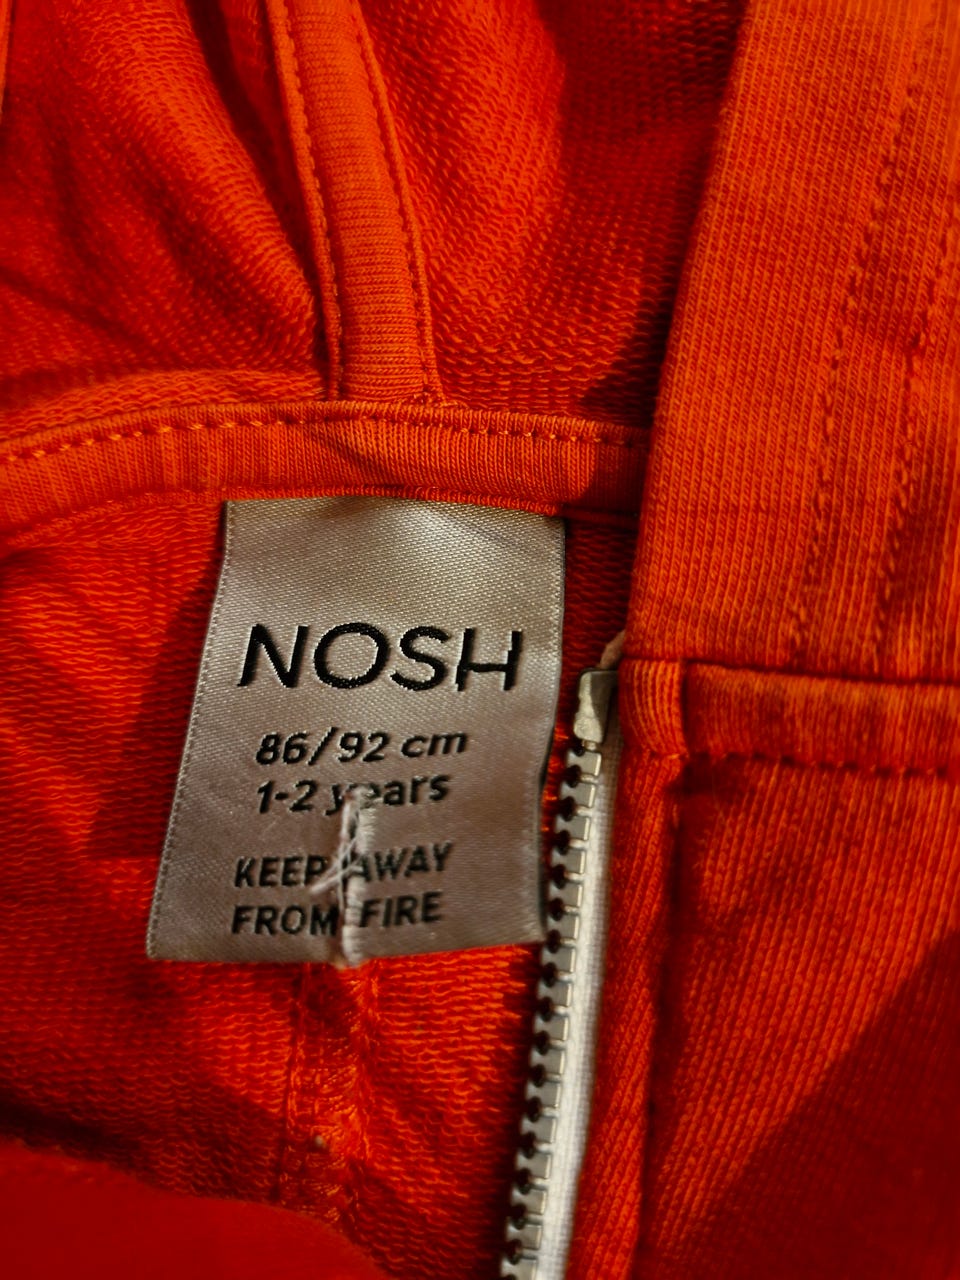 NOSH
86/92 cm
1-2 years
KEEP AWAY
FROM FIRE